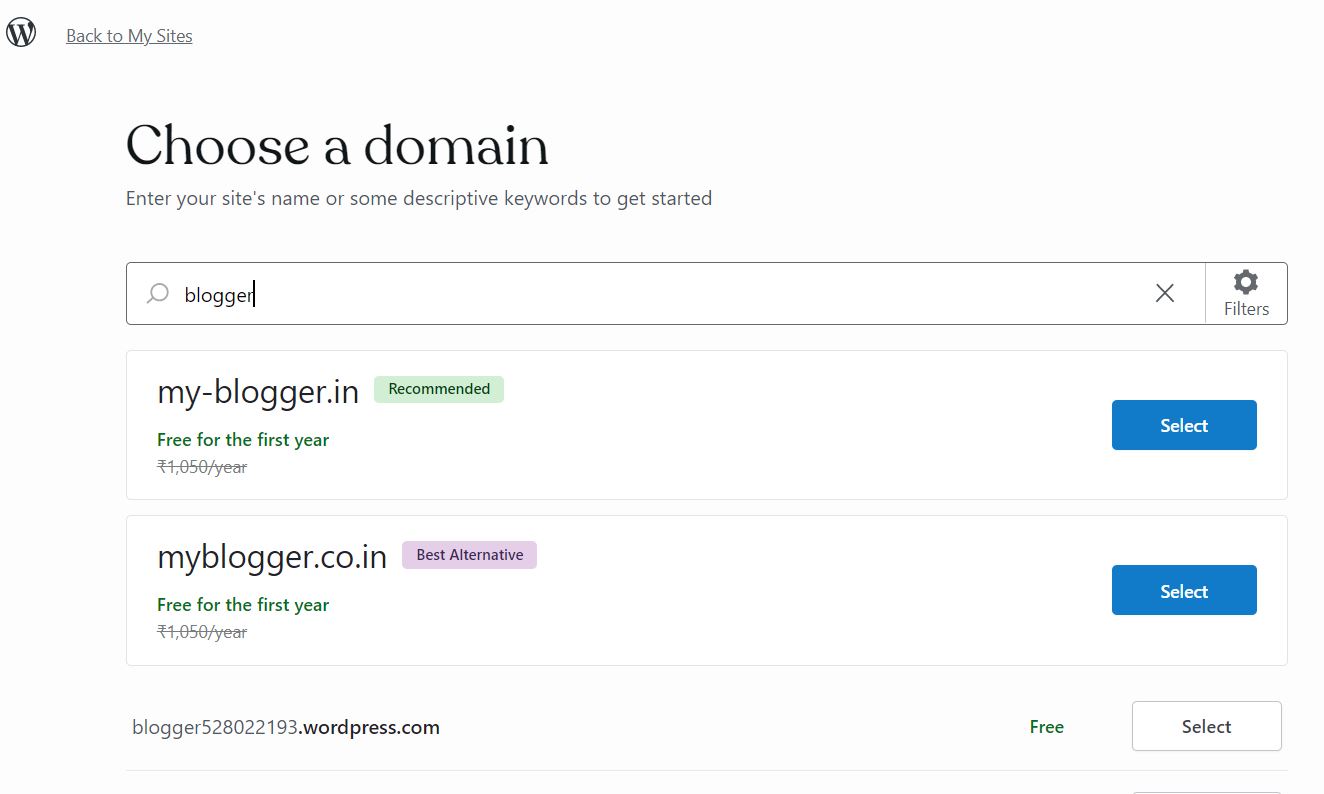 Back to My Sites
Choose a domain
Enter your site's name or some descriptive keywords to get started
blogger
Filters
my-blogger.in Recommended
Free for the first year
₹1,050/year
Select
myblogger.co.in Best Alternative
Free for the first year
₹1,050/year
Select
blogger528022193.wordpress.com Free Select